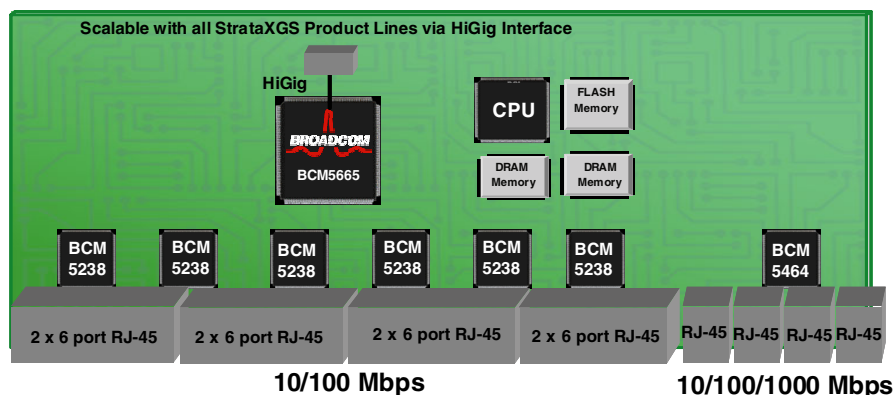 Scalable with all StrataXGS Product Lines via HiGig Interface
HiGig
BROADCOM
BCM5665
CPU
FLASH
Memory
DRAM
Memory
DRAM
Memory
BCM
5238
BCM
5238
BCM
5238
BCM
5238
BCM
5238
BCM
5238
BCM
5464
2 x 6 port RJ-45
2 x 6 port RJ-45
2 x 6 port RJ-45
2 x 6 port RJ-45
RJ-45
RJ-45
RJ-45
RJ-45
10/100 Mbps
10/100/1000 Mbps